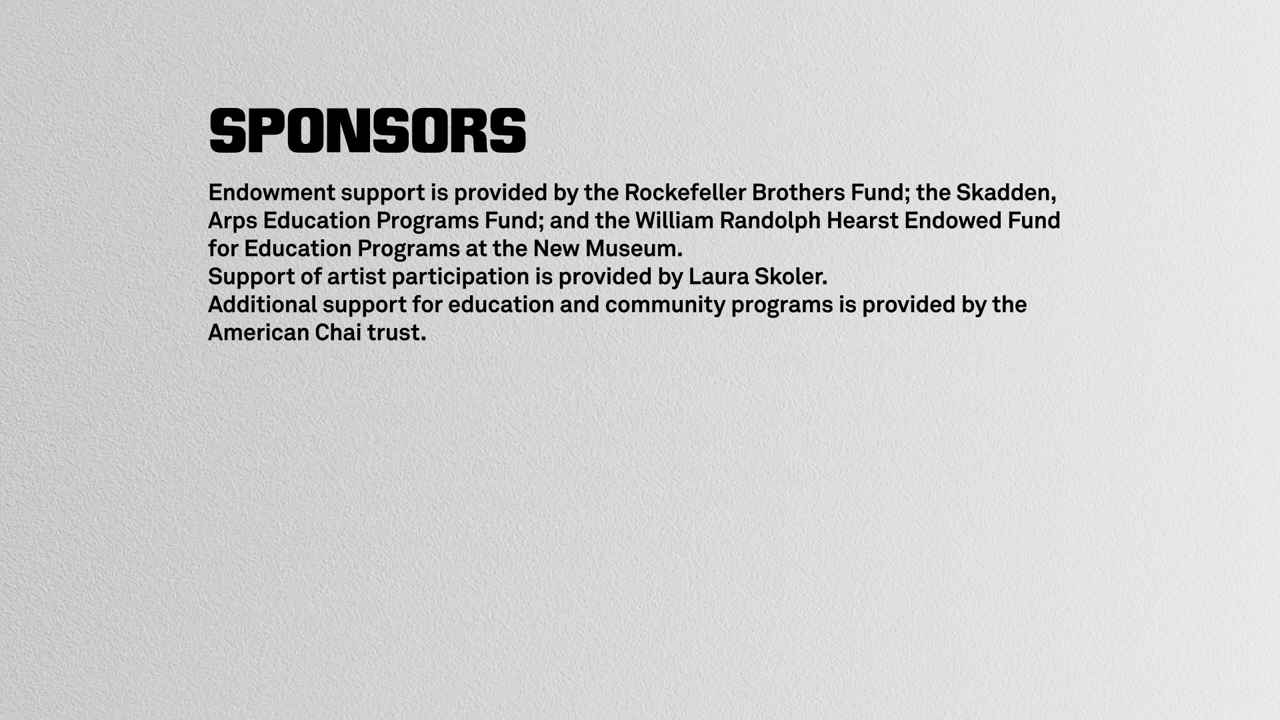 SPONSORS
Endowment support is provided by the Rockefeller Brothers Fund; the Skadden,
Arps Education Programs Fund; and the William Randolph Hearst Endowed Fund
for Education Programs at the New Museum.
Support of artist participation is provided by Laura Skoler.
Additional support for education and community programs is provided by the
American Chai trust.